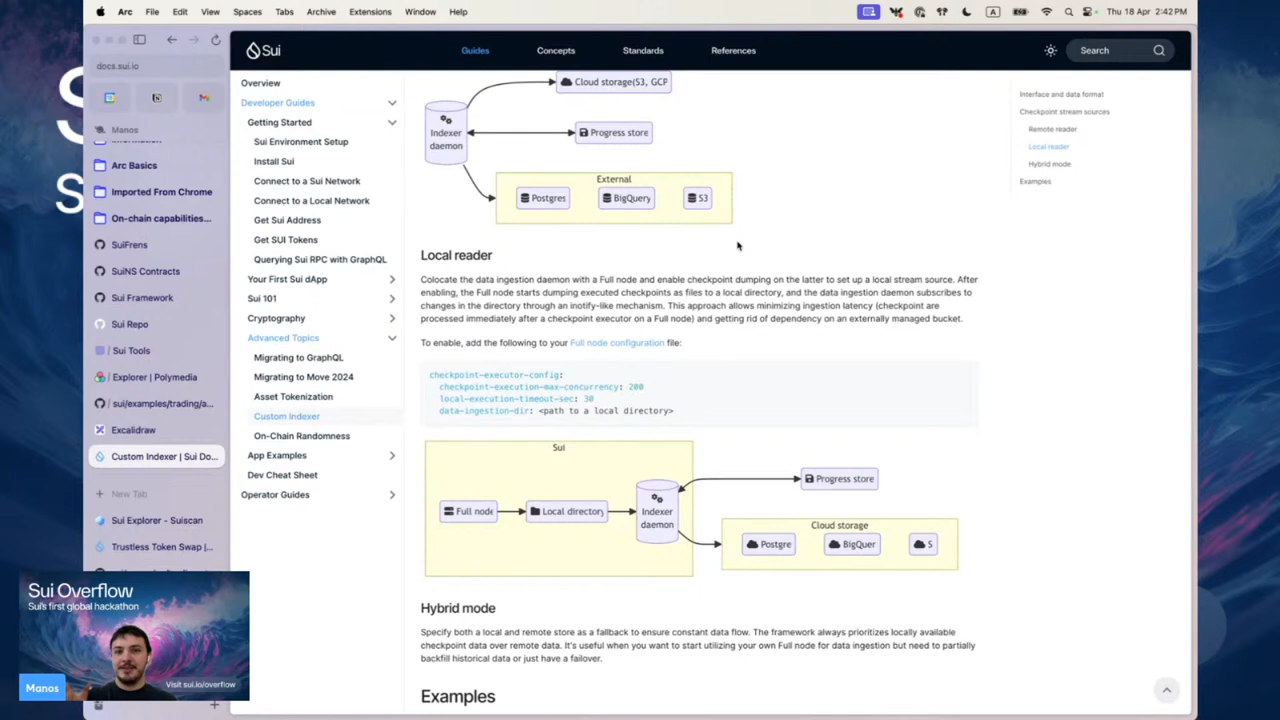 Arc File Edit View Spaces Tabs Archive Extensions Window Help
A
Thu 18 Apr 2:42 PM
docs.sui.io
Manos
Arc Basics
Imported From Chrome
On-chain capabilities...
SuiFrens
SuiNS Contracts
Sui Framework
Sui Repo
Sui Tools
Explorer | Polymedia
sui/examples/trading/a...
Excalidraw
Custom Indexer | Sui Do...
New Tab
Sui Explorer - Suiscan
Trustless Token Swap |...
Sui
Guides
Concepts
Standards
References
Search
Overview
Developer Guides
Getting Started
Sui Environment Setup
Install Sui
Connect to a Sui Network
Connect to a Local Network
Get Sui Address
Get SUI Tokens
Querying Sui RPC with GraphQL
Your First Sui dApp
Sui 101
Cryptography
Advanced Topics
Migrating to GraphQL
Migrating to Move 2024
Asset Tokenization
Custom Indexer
On-Chain Randomness
App Examples
Dev Cheat Sheet
Operator Guides
Cloud storage(S3, GCP
Indexer
daemon
Progress store
External
Postgres
BigQuery
S3
Local reader
Colocate the data ingestion daemon with a Full node and enable checkpoint dumping on the latter to set up a local stream source. After
enabling, the Full node starts dumping executed checkpoints as files to a local directory, and the data ingestion daemon subscribes to
changes in the directory through an inotify-like mechanism. This approach allows minimizing ingestion latency (checkpoint are
processed immediately after a checkpoint executor on a Full node) and getting rid of dependency on an externally managed bucket.
To enable, add the following to your Full node configuration file:
checkpoint-executor-config:
checkpoint-execution-max-concurrency: 200
local-execution-timeout-sec: 30
data-ingestion-dir: <path to a local directory>
Sui
Full node
Local directory
Indexer
daemon
Progress store
Cloud storage
Postgre
BigQuer
S
Hybrid mode
Specify both a local and remote store as a fallback to ensure constant data flow. The framework always prioritizes locally available
checkpoint data over remote data. It's useful when you want to start utilizing your own Full node for data ingestion but need to partially
backfill historical data or just have a failover.
Examples
Interface and data format
Checkpoint stream sources
Remote reader
Local reader
Hybrid mode
Examples
Sui Overflow
Sui's first global hackathon
Manos
Visit sui.io/overflow